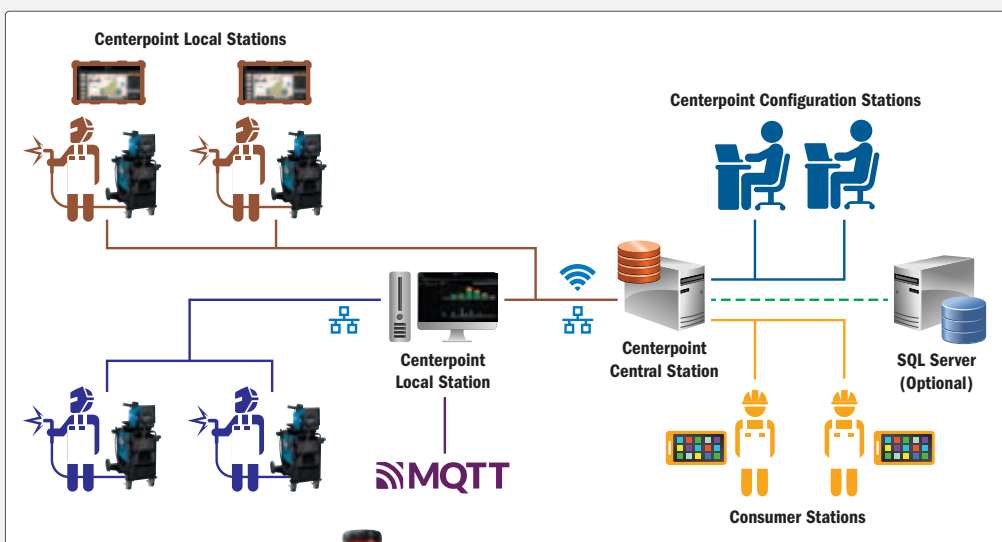 Centerpoint Local Stations
Centerpoint Configuration Stations
Centerpoint
Local Station
Centerpoint
Central Station
SQL Server
(Optional)
MQTT
Consumer Stations